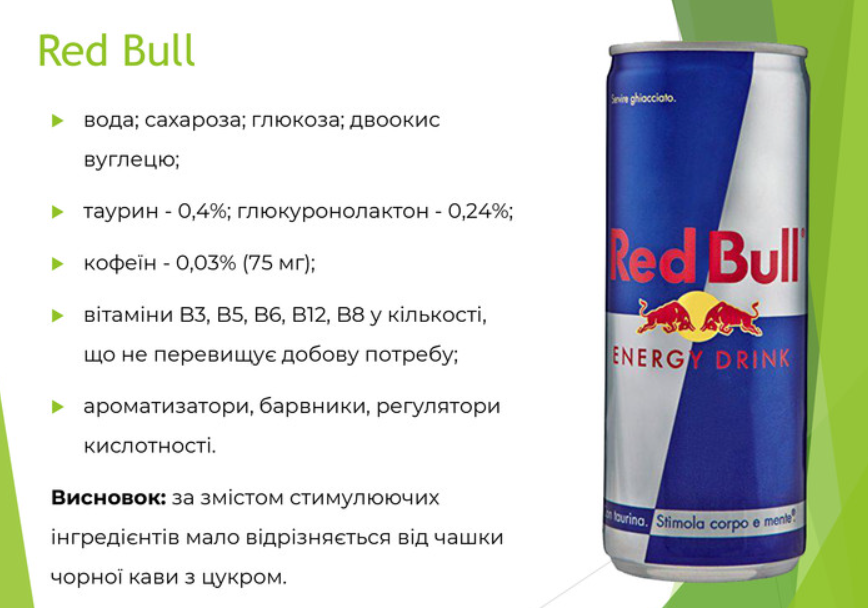 Red Bull
вода; сахароза; глюкоза; двоокис
вуглецю;
таурин - 0,4%; глюкуронолактон - 0,24%;
кофеїн - 0,03% (75 мг);
вітаміни B3, B5, B6, B12, B8 у кількості,
що не перевищує добову потребу;
ароматизатори, барвники, регулятори
кислотності.
Висновок: за змістом стимулюючих
інгредієнтів мало відрізняється від чашки
чорної кави з цукром.
ghiacciato.
Red Bull
ENERGY DRINK
taurina. Stimola corpo e mente®.